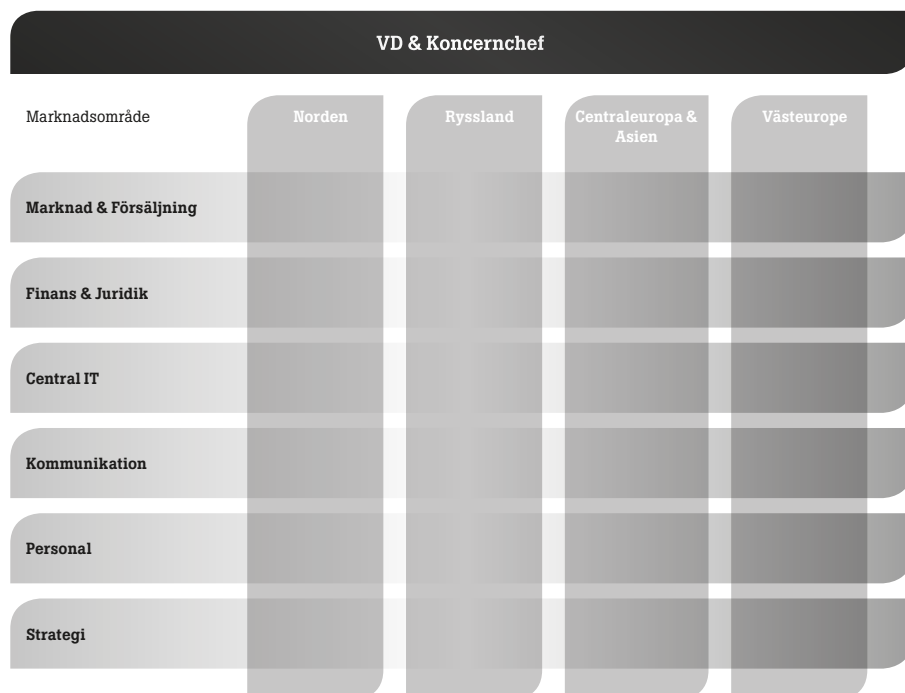 VD & Koncernchef
Marknadsområde
Norden
Ryssland
Centraleuropa &
Asien
Västeurope
Marknad & Försäljning
Finans & Juridik
Central IT
Kommunikation
Personal
Strategi